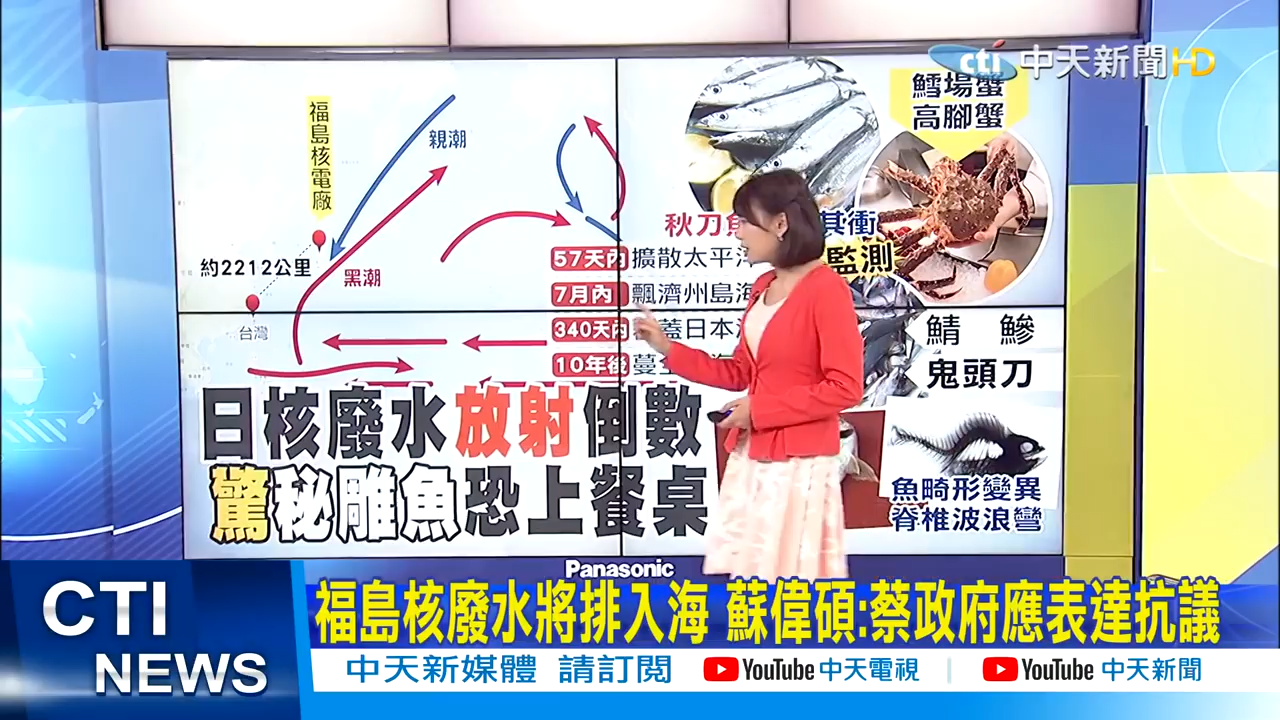 cti 中天新聞HD
鱈場蟹
高腳蟹
福島核電廠
親潮
秋刀魚
其衝
監測
約2212公里
黑潮
57天內 擴散太平洋
7月內 飄濟州島海
340天內 蓋日本
10年後 蔓
台灣
鯖 鰺
鬼頭刀
日核廢水放射倒數
驚秘雕魚恐上餐桌
魚畸形變異
脊椎波浪彎
Panasonic
CTI
NEWS
福島核廢水將排入海 蘇偉碩:蔡政府應表達抗議
中天新媒體 請訂閱 YouTube 中天電視 | YouTube 中天新聞